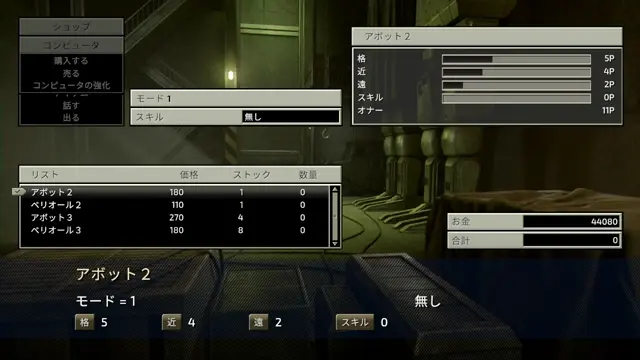 ショップ
コンピュータ
購入する
売る
コンピュータの強化
話す
出る
モード 1
スキル 無し
アボット 2
格 5P
近 4P
遠 2P
スキル 0P
オナー 11P
リスト 価格 ストック 数量
アボット 2 180 1 0
ベリオール 2 110 1 0
アボット 3 270 4 0
ベリオール 3 180 8 0
お金 44080
合計 0
アボット 2
モード = 1 無し
格 5 近 4 遠 2 スキル 0